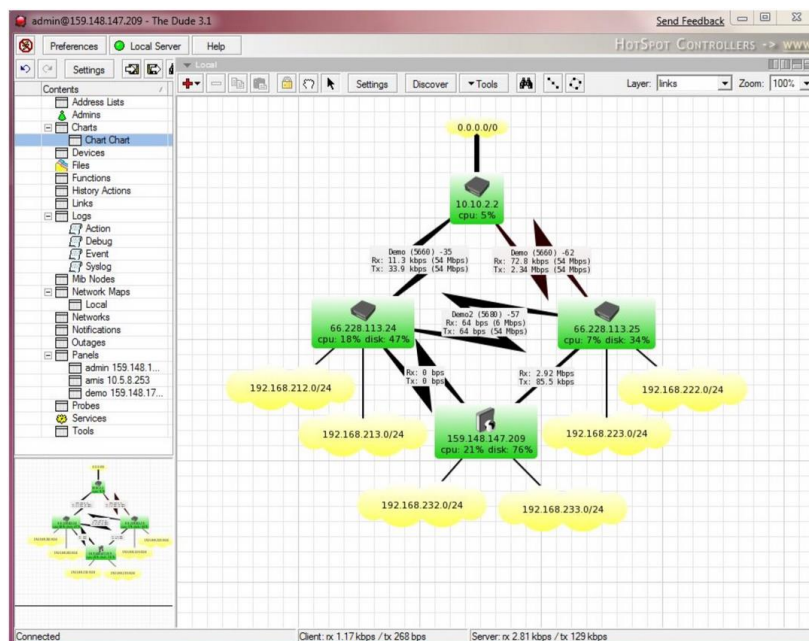 admin@159.148.147.209 - The Dude 3.1
Send Feedback
Preferences
Local Server
Help
HotSpot Controllers -> www
Settings
Local
Settings
Discover
Tools
Layer:
links
Zoom:
100%
Contents
Address Lists
Admins
Charts
Chart Chart
Devices
Files
Functions
History Actions
Links
Logs
Action
Debug
Event
Syslog
Mib Nodes
Network Maps
Local
Networks
Notifications
Outages
Panels
admin 159.148.1...
amis 10.5.8.253
demo 159.148.17...
Probes
Services
Tools
0.0.0.0/0
10.10.2.2
cpu: 5%
Demo (5660) -35
Rx: 11.3 kbps (54 Mbps)
Tx: 33.9 kbps (54 Mbps)
Demo (5660) -62
Rx: 72.8 kbps (54 Mbps)
Tx: 2.34 Mbps (54 Mbps)
Demo2 (5680) -57
Rx: 64 bps (6 Mbps)
Tx: 64 bps (54 Mbps)
66.228.113.24
cpu: 18% disk: 47%
66.228.113.25
cpu: 7% disk: 34%
Rx: 0 bps
Tx: 0 bps
Rx: 2.92 Mbps
Tx: 85.5 kbps
192.168.212.0/24
192.168.222.0/24
192.168.213.0/24
192.168.223.0/24
159.148.147.209
cpu: 21% disk: 76%
192.168.232.0/24
192.168.233.0/24
Connected
Client: rx 1.17 kbps / tx 268 bps
Server: rx 2.81 kbps / tx 129 kbps